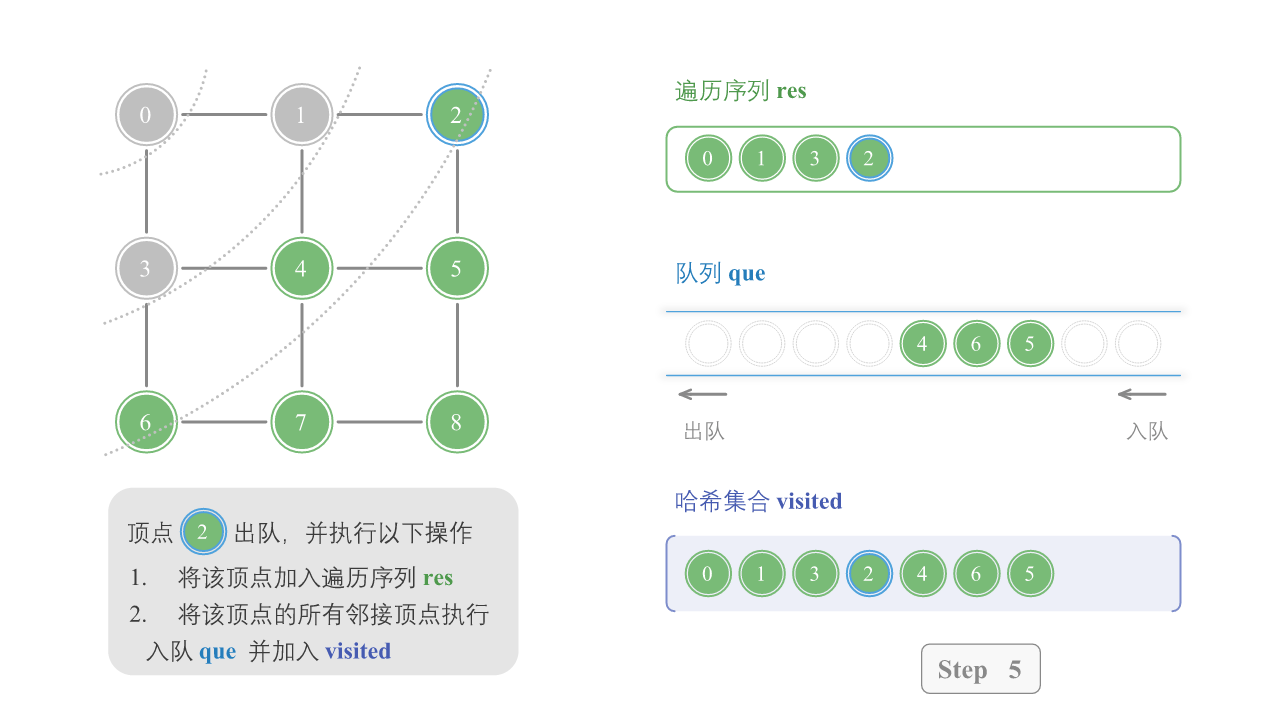 0 1 2
3 4 5
6 7 8
顶点 2 出队，并执行以下操作
1. 将该顶点加入遍历序列 res
2. 将该顶点的所有邻接顶点执行
入队 que 并加入 visited
遍历序列 res
0 1 3 2
队列 que
4 6 5
出队 入队
哈希集合 visited
0 1 3 2 4 6 5
Step 5